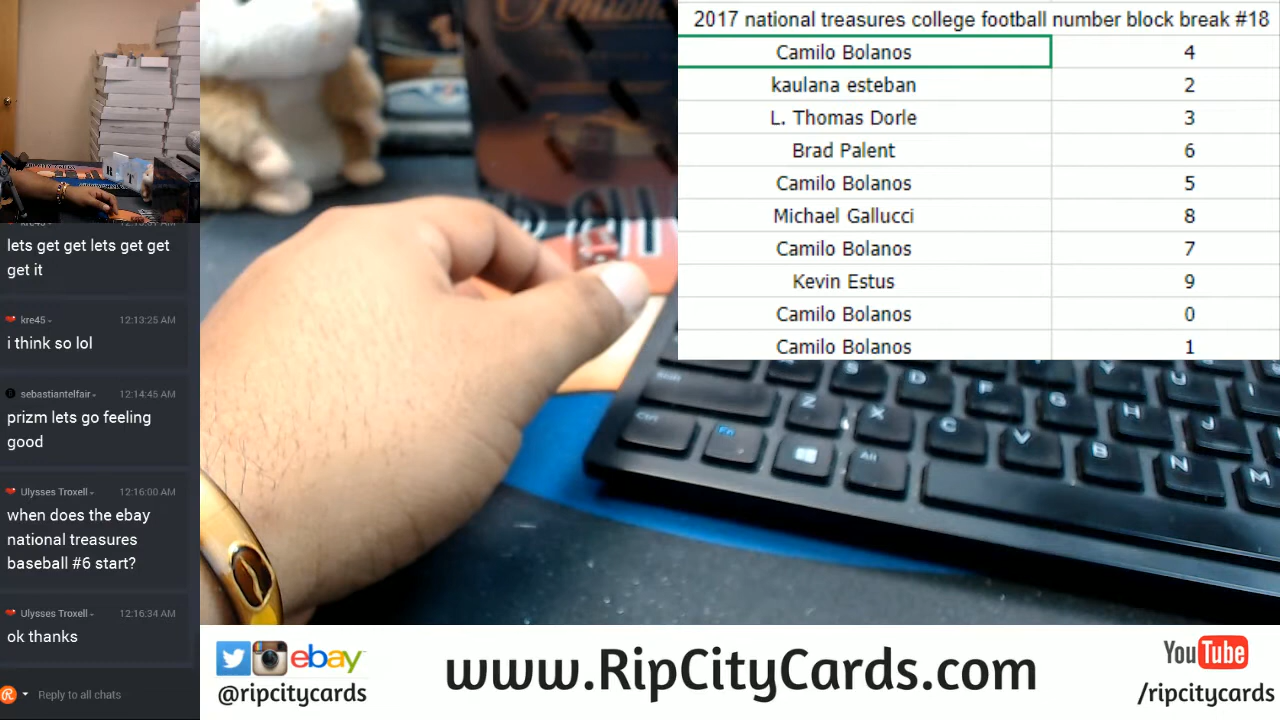 2017 national treasures college football number block break #18
Camilo Bolanos 4
kaulana esteban 2
L. Thomas Dorle 3
Brad Palent 6
Camilo Bolanos 5
Michael Gallucci 8
Camilo Bolanos 7
Kevin Estus 9
Camilo Bolanos 0
Camilo Bolanos 1
lets get get lets get get
get it
kre45 12:13:25 AM
i think so lol
sebastiantelfair 12:14:45 AM
prizm lets go feeling
good
Ulysses Troxell 12:16:00 AM
when does the ebay
national treasures
baseball #6 start?
Ulysses Troxell 12:16:34 AM
ok thanks
Reply to all chats
Shift
S D F G Y U I
Z X C V H J
Ctrl Fn Alt B N M
ebay
@ripcitycards
www.RipCityCards.com
YouTube
/ripcitycards